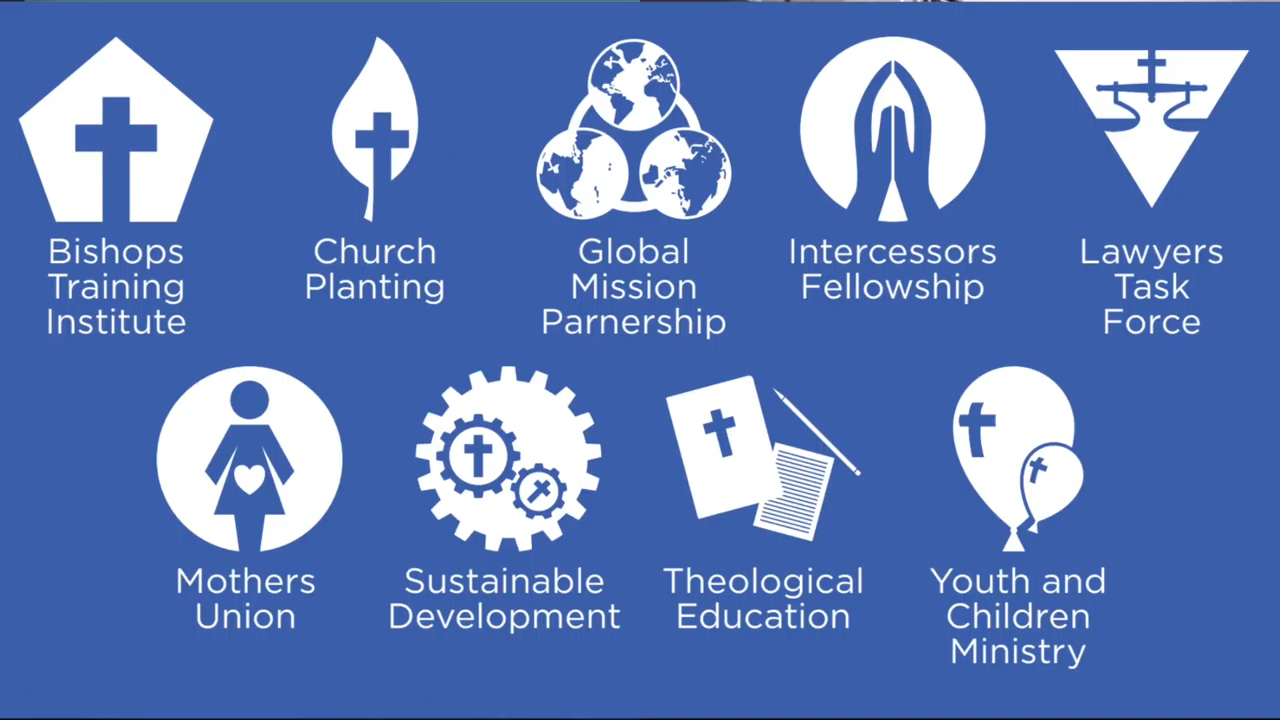 Bishops
Training
Institute
Church
Planting
Global
Mission
Parnership
Intercessors
Fellowship
Lawyers
Task
Force
Mothers
Union
Sustainable
Development
Theological
Education
Youth and
Children
Ministry